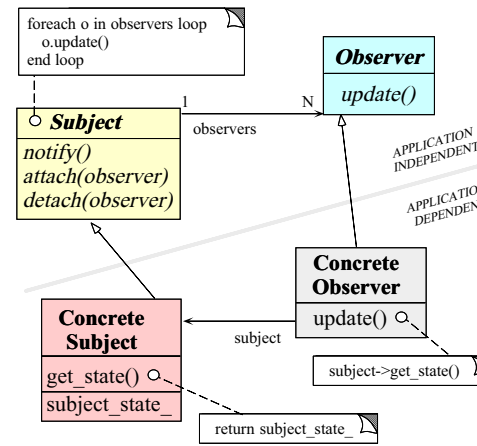 foreach o in observers loop
o.update()
end loop
Observer
update()
1
N
observers
Subject
notify()
attach(observer)
detach(observer)
APPLICATION
INDEPENDENT
APPLICATION
DEPENDENT
Concrete
Observer
update()
Concrete
Subject
get_state()
subject_state_
subject
subject->get_state()
return subject_state_